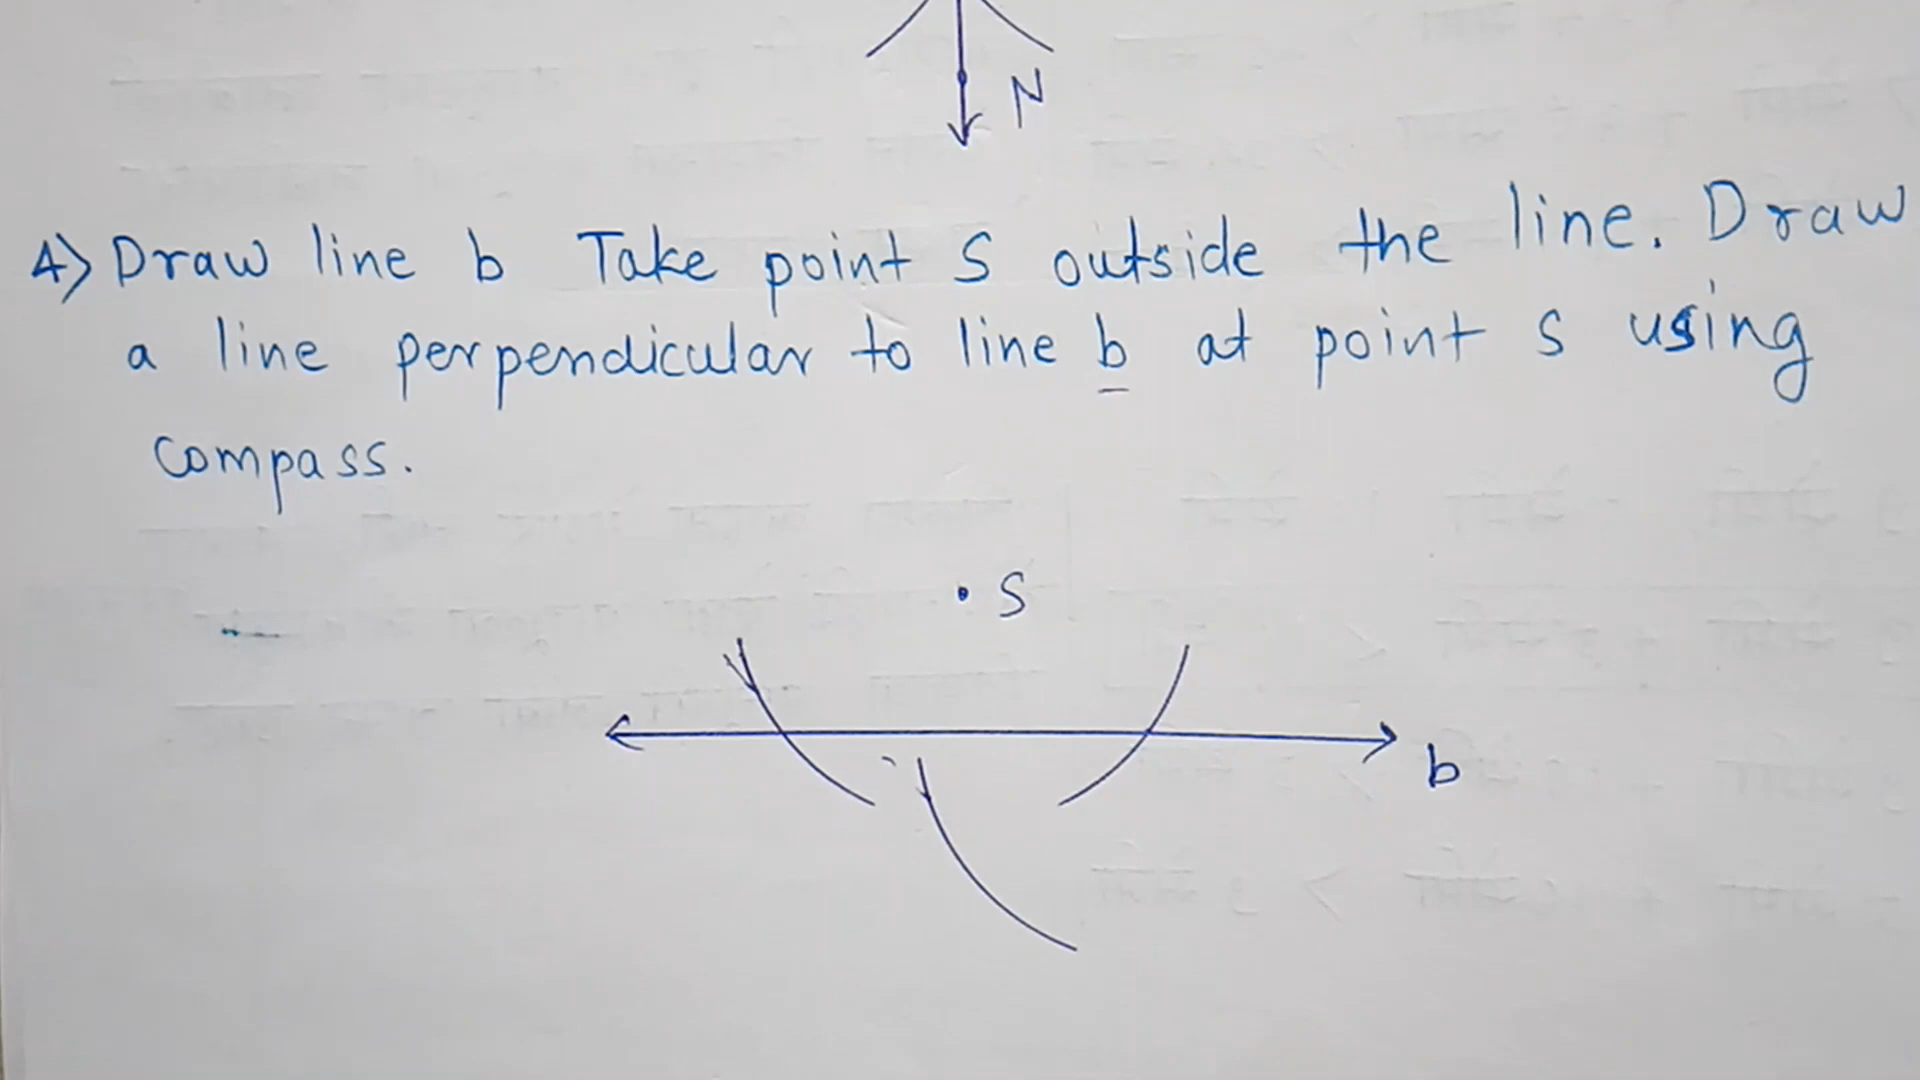 N
4) Draw line b Take point S outside the line. Draw
a line perpendicular to line b at point S using
compass.
S
b